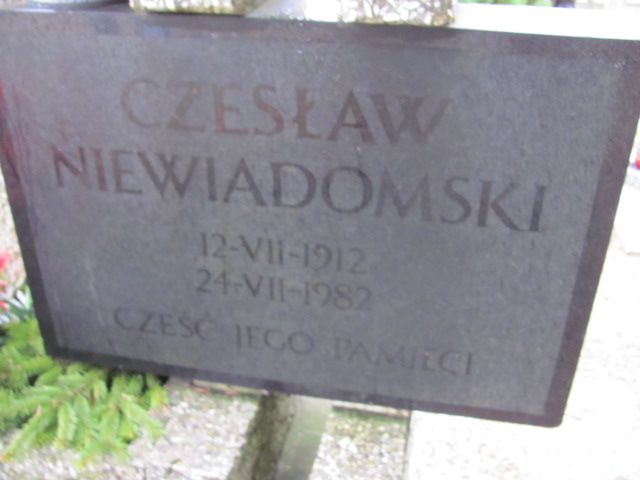 CZESŁAW
NIEWIADOMSKI
12-VII-1912
24-VII-1982
CZEŚĆ JEGO PAMIĘCI